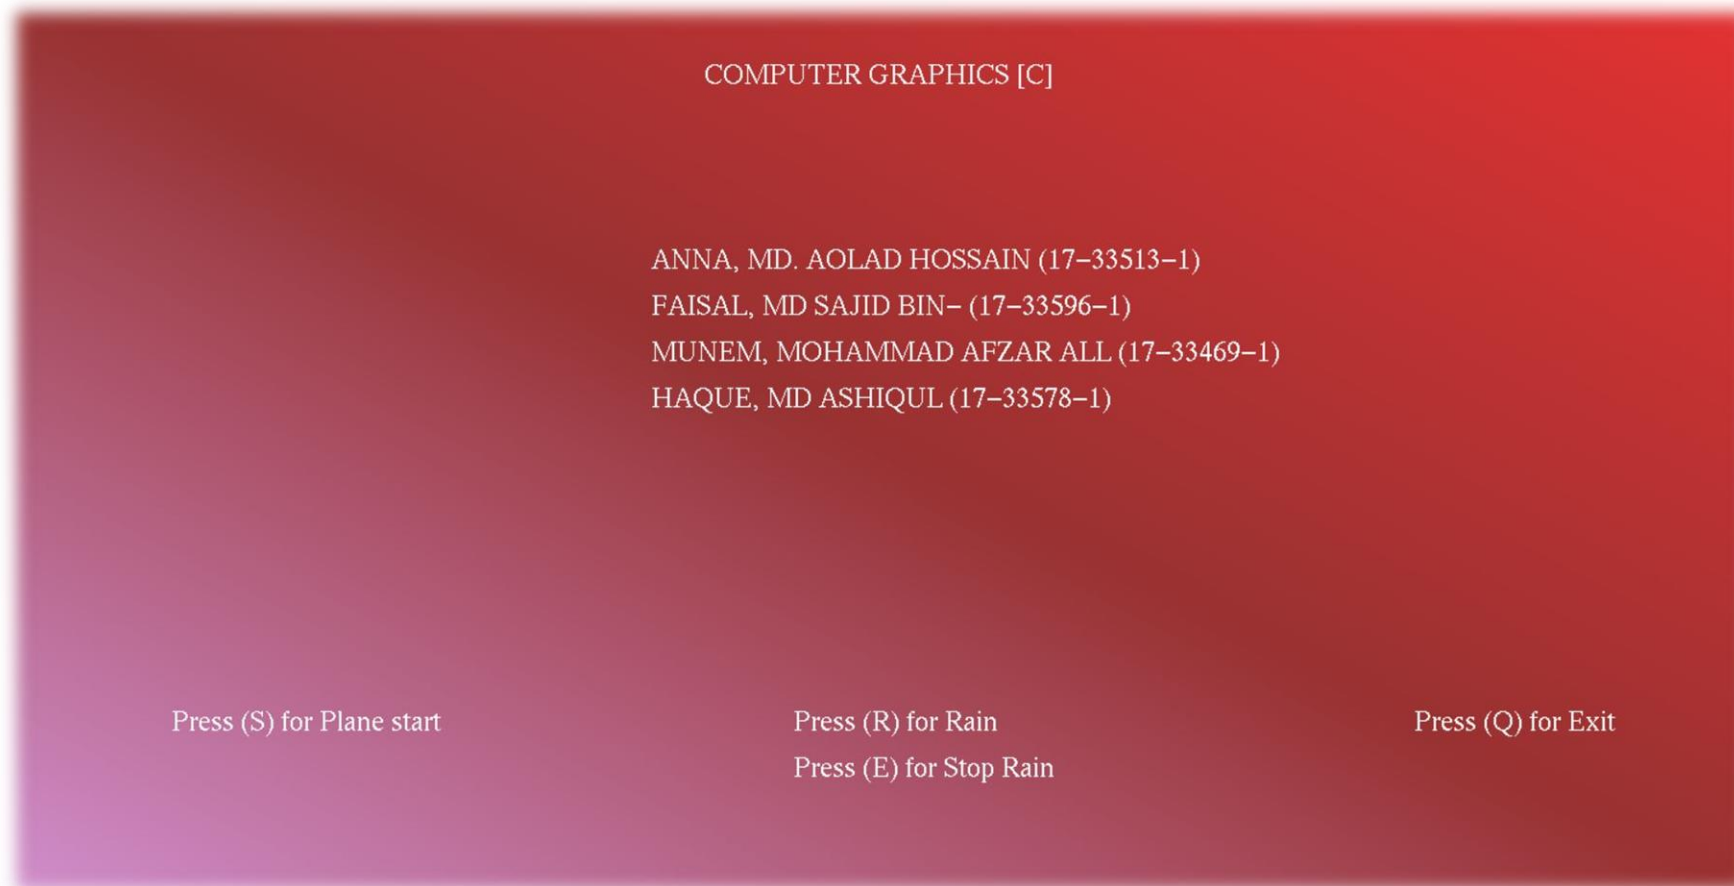 COMPUTER GRAPHICS [C]
ANNA, MD. AOLAD HOSSAIN (17–33513–1)
FAISAL, MD SAJID BIN– (17–33596–1)
MUNEM, MOHAMMAD AFZAR ALL (17–33469–1)
HAQUE, MD ASHIQUL (17–33578–1)
Press (S) for Plane start
Press (R) for Rain
Press (E) for Stop Rain
Press (Q) for Exit